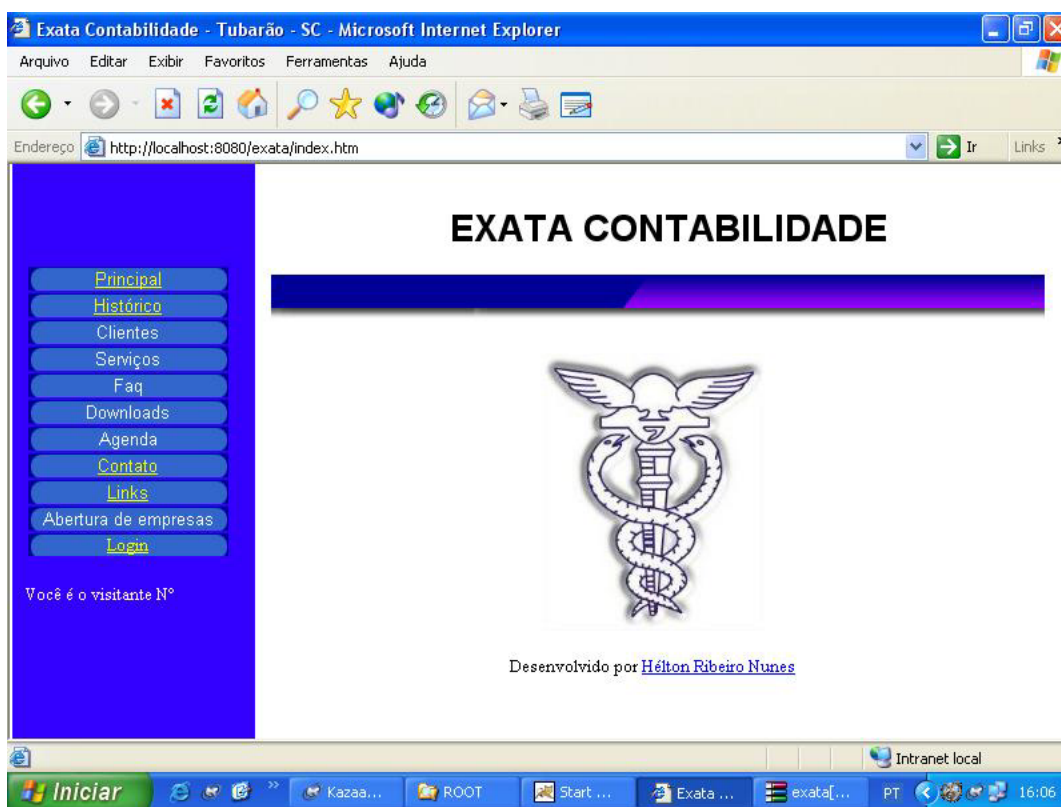 Exata Contabilidade - Tubarão - SC - Microsoft Internet Explorer
Arquivo Editar Exibir Favoritos Ferramentas Ajuda
Endereço http://localhost:8080/exata/index.htm Ir Links
EXATA CONTABILIDADE
Principal
Histórico
Clientes
Serviços
Faq
Downloads
Agenda
Contato
Links
Abertura de empresas
Login
Você é o visitante Nº
Desenvolvido por Hélton Ribeiro Nunes
Intranet local
Iniciar Kazaa... ROOT Start ... Exata ... exata[... PT 16:06